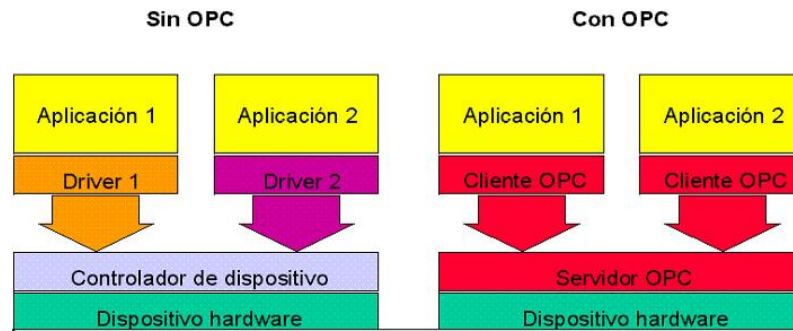 Sin OPC
Con OPC
Aplicación 1
Aplicación 2
Aplicación 1
Aplicación 2
Driver 1
Driver 2
Cliente OPC
Cliente OPC
Controlador de dispositivo
Servidor OPC
Dispositivo hardware
Dispositivo hardware